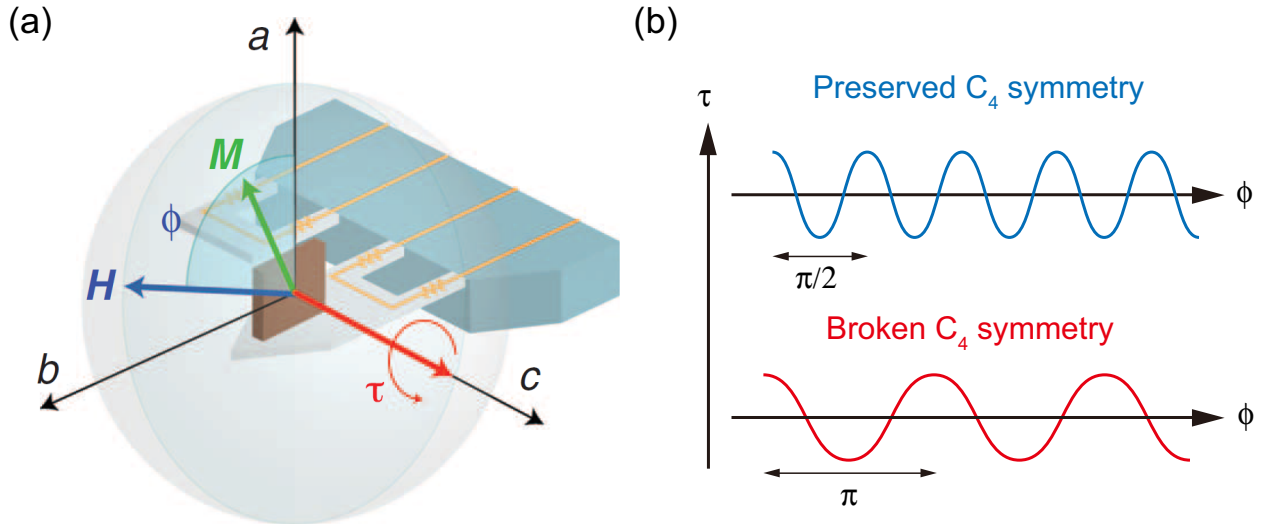 (a)
a
M
ϕ
H
b
τ
c
(b)
τ
Preserved C₄ symmetry
ϕ
π/2
Broken C₄ symmetry
ϕ
π